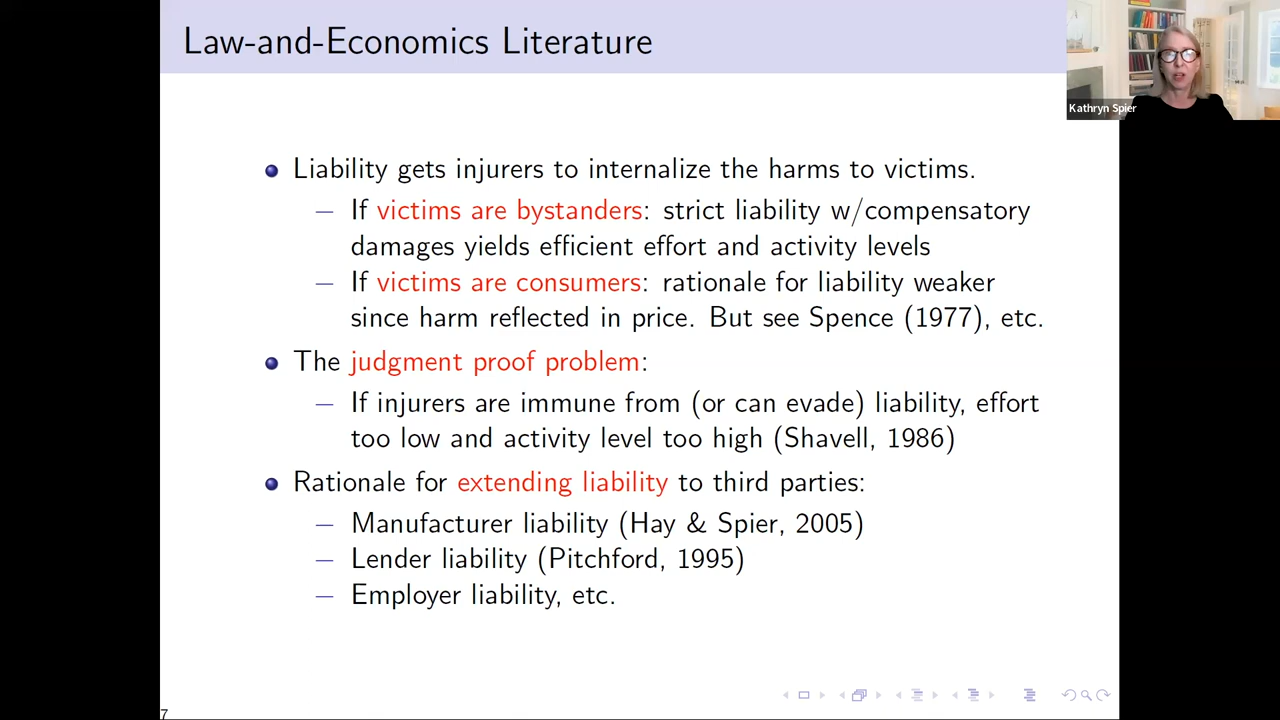 Law-and-Economics Literature
Kathryn Spier
Liability gets injurers to internalize the harms to victims.
– If victims are bystanders: strict liability w/compensatory
damages yields efficient effort and activity levels
– If victims are consumers: rationale for liability weaker
since harm reflected in price. But see Spence (1977), etc.
The judgment proof problem:
– If injurers are immune from (or can evade) liability, effort
too low and activity level too high (Shavell, 1986)
Rationale for extending liability to third parties:
– Manufacturer liability (Hay & Spier, 2005)
– Lender liability (Pitchford, 1995)
– Employer liability, etc.
7